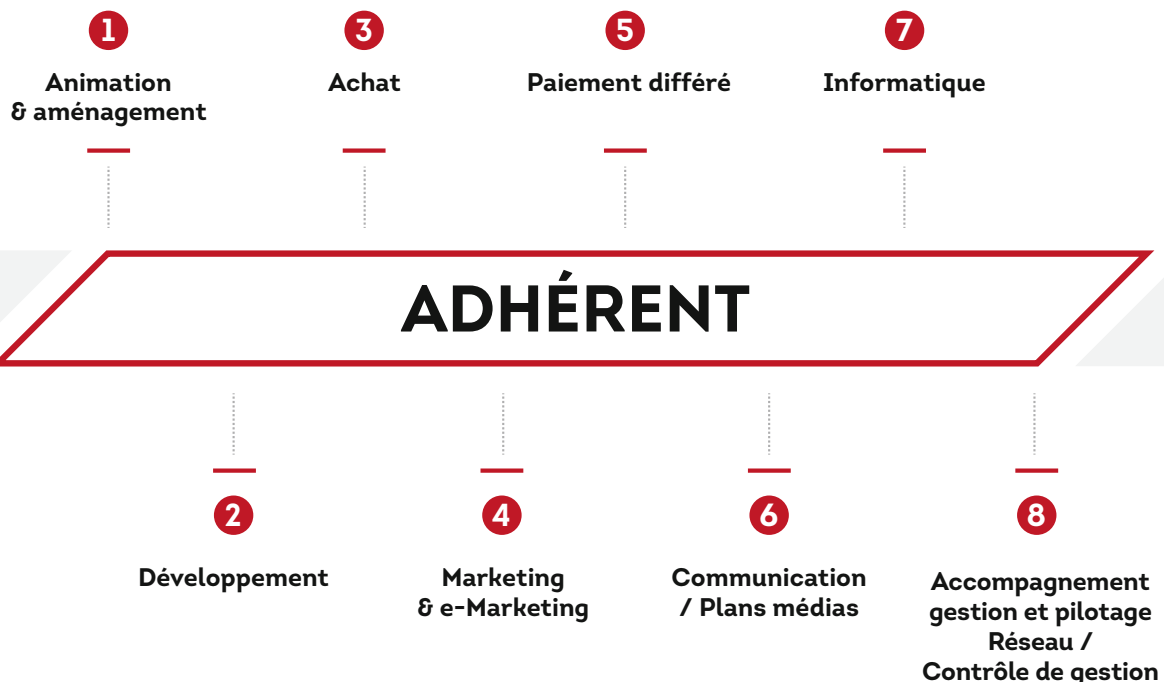 1
Animation
& aménagement
3
Achat
5
Paiement différé
7
Informatique
ADHÉRENT
2
Développement
4
Marketing
& e-Marketing
6
Communication
/ Plans médias
8
Accompagnement
gestion et pilotage
Réseau /
Contrôle de gestion